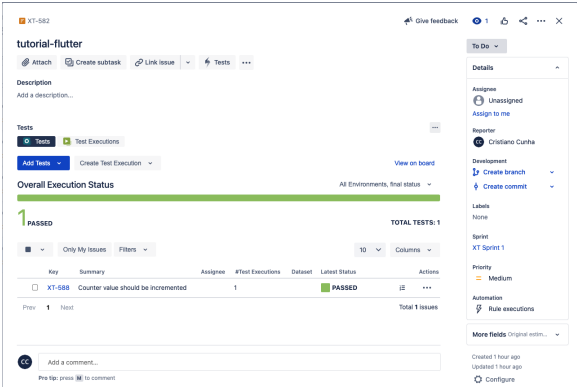 XT-582
Give feedback
1
tutorial-flutter
Attach
Create subtask
Link issue
Tests
Description
Add a description...
Tests
Tests
Test Executions
Add Tests
Create Test Execution
View on board
Overall Execution Status
All Environments, final status
1 PASSED
TOTAL TESTS: 1
Only My Issues
Filters
10
Columns
Key Summary Assignee #Test Executions Dataset Latest Status Actions
XT-588 Counter value should be incremented 1 PASSED
Prev 1 Next
Total 1 issues
CC
Add a comment...
Pro tip: press M to comment
To Do
Details
Assignee
Unassigned
Assign to me
Reporter
CC Cristiano Cunha
Development
Create branch
Create commit
Labels
None
Sprint
XT Sprint 1
Priority
Medium
Automation
Rule executions
More fields Original estim...
Created 1 hour ago
Updated 1 hour ago
Configure